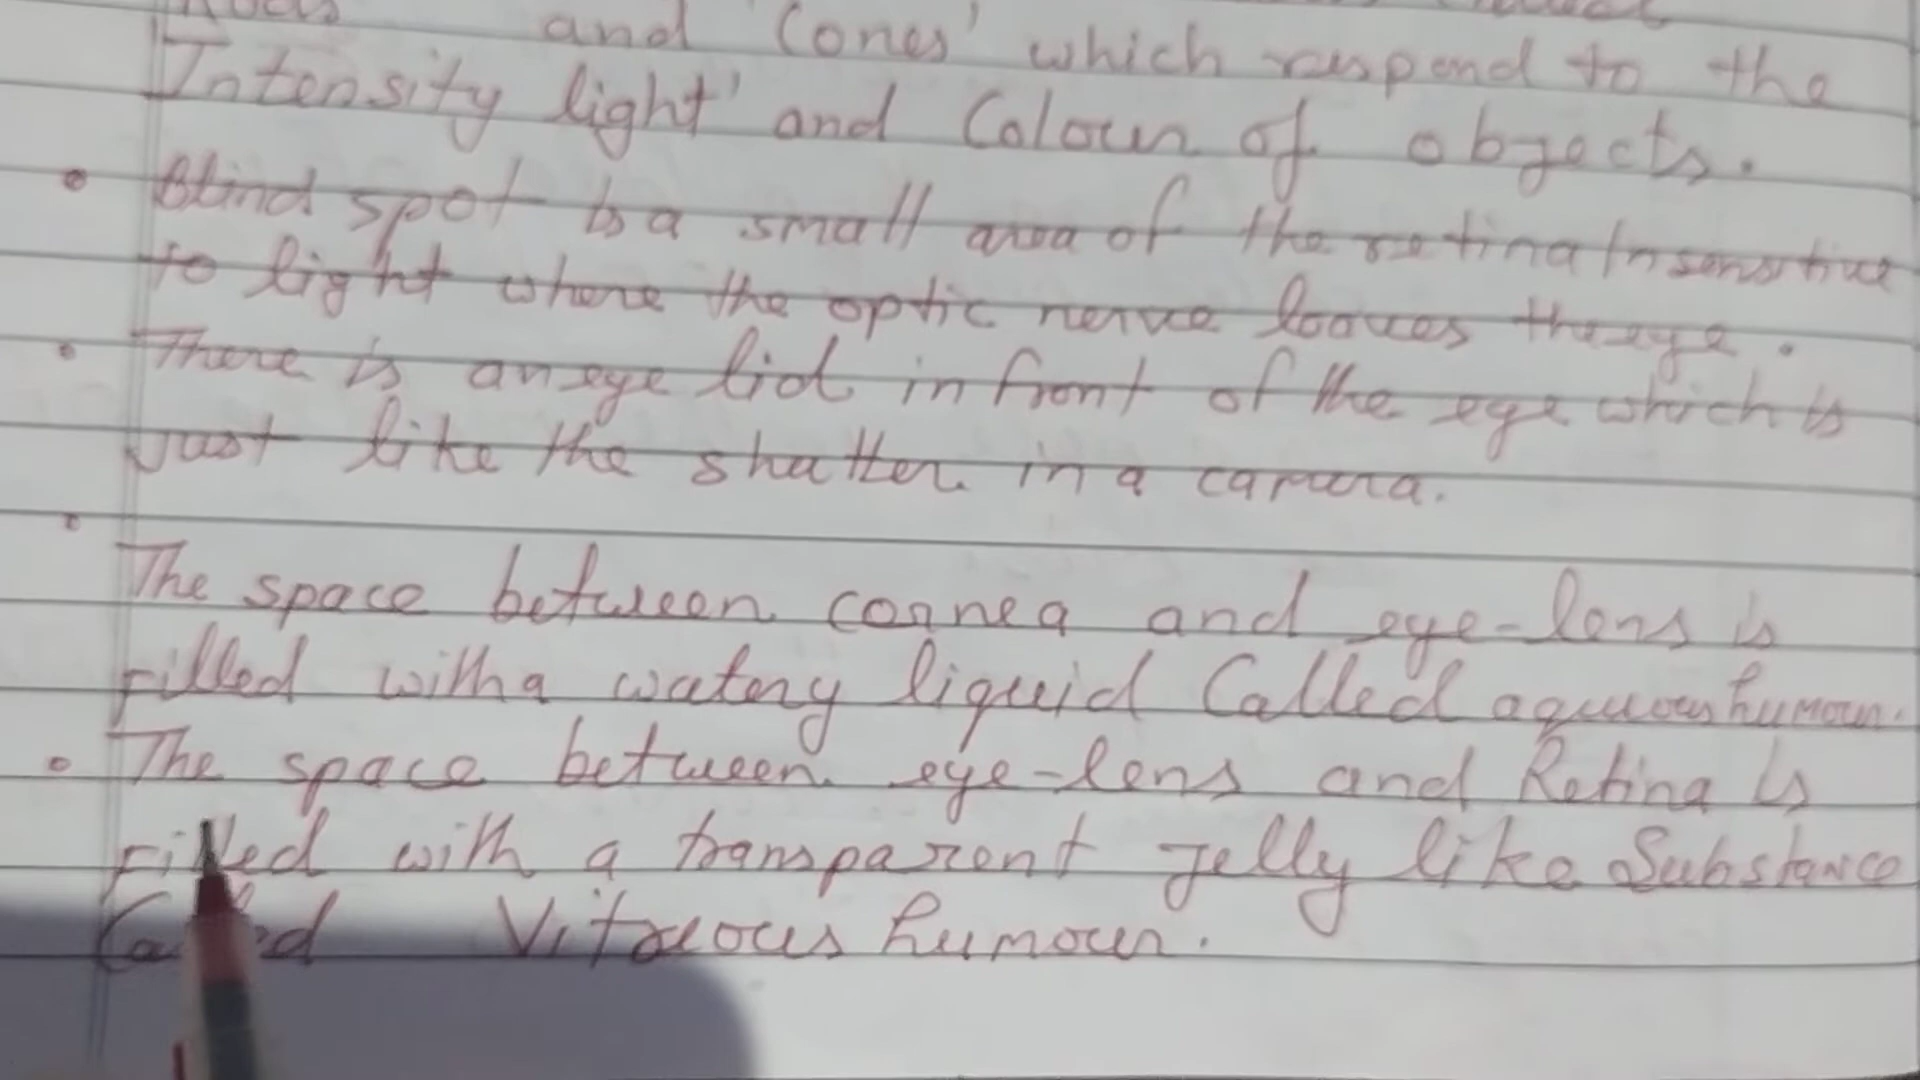 Rods and 'Cones' which respond to the
Intensity light' and Colour of objects.
• Blind spot is a small area of the retina Insensitive
to light where the optic nerve leaves the eye.
• There is an eye lid in front of the eye which is
Just like the shatter in a camara.
•
The space between cornea and eye-lens is
Filled with a watery liquid Called aqueous humour.
• The space between eye-lens and Retina is
Filled with a transparent Jelly like Substance
Called Vitreous humour.